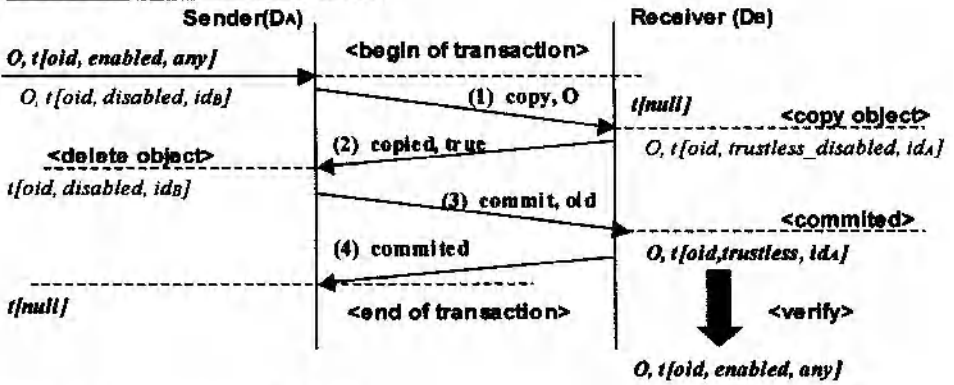 Sender(DA)
Receiver (DB)
<begin of transaction>
O, t[oid, enabled, any]
O, t[oid, disabled, idB]
(1) copy, O
t[null]
<copy object>
(2) copied, true
O, t[oid, trustless_disabled, idA]
<delete object>
t[oid, disabled, idB]
(3) commit, old
<commited>
(4) commited
O, t[oid,trustless, idA]
t[null]
<end of transaction>
<verify>
O, t[oid, enabled, any]